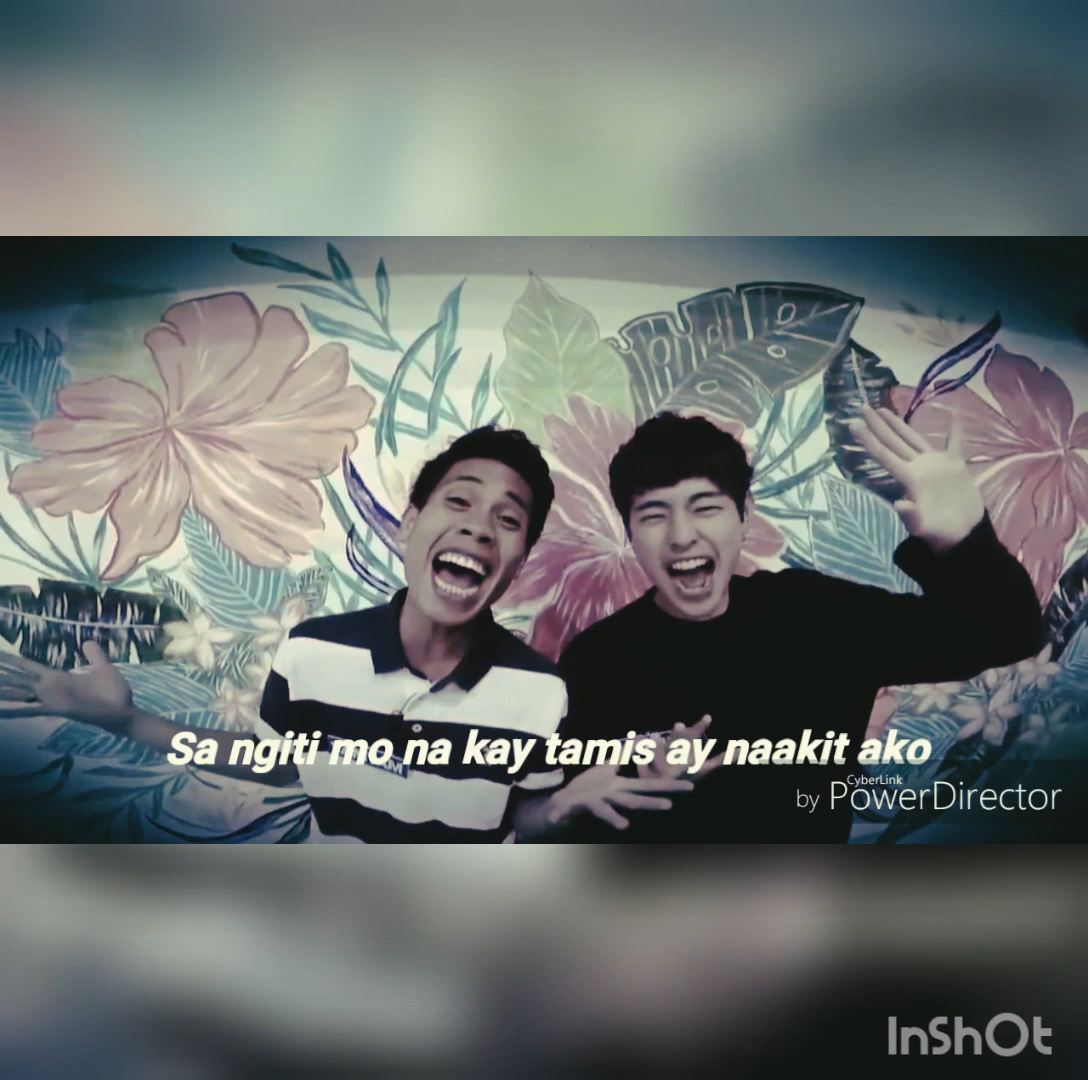 Sa ngiti mo na kay tamis ay naakit ako
CyberLink
by PowerDirector
InShOt